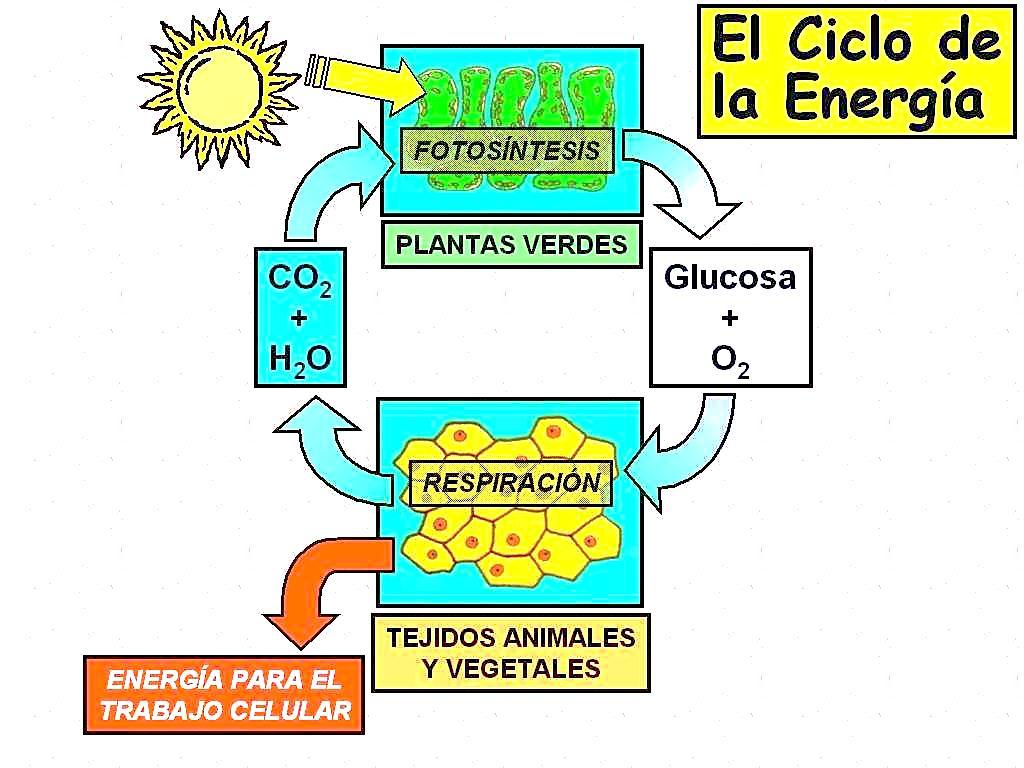 El Ciclo de
la Energía
FOTOSÍNTESIS
PLANTAS VERDES
CO₂
+
H₂O
Glucosa
+
O₂
RESPIRACIÓN
TEJIDOS ANIMALES
Y VEGETALES
ENERGÍA PARA EL
TRABAJO CELULAR